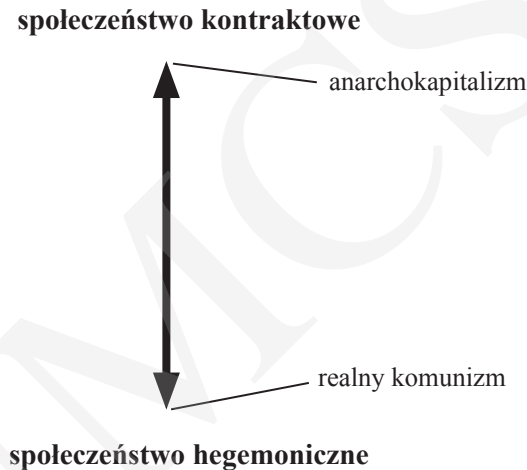 społeczeństwo kontraktowe
anarchokapitalizm
realny komunizm
społeczeństwo hegemoniczne